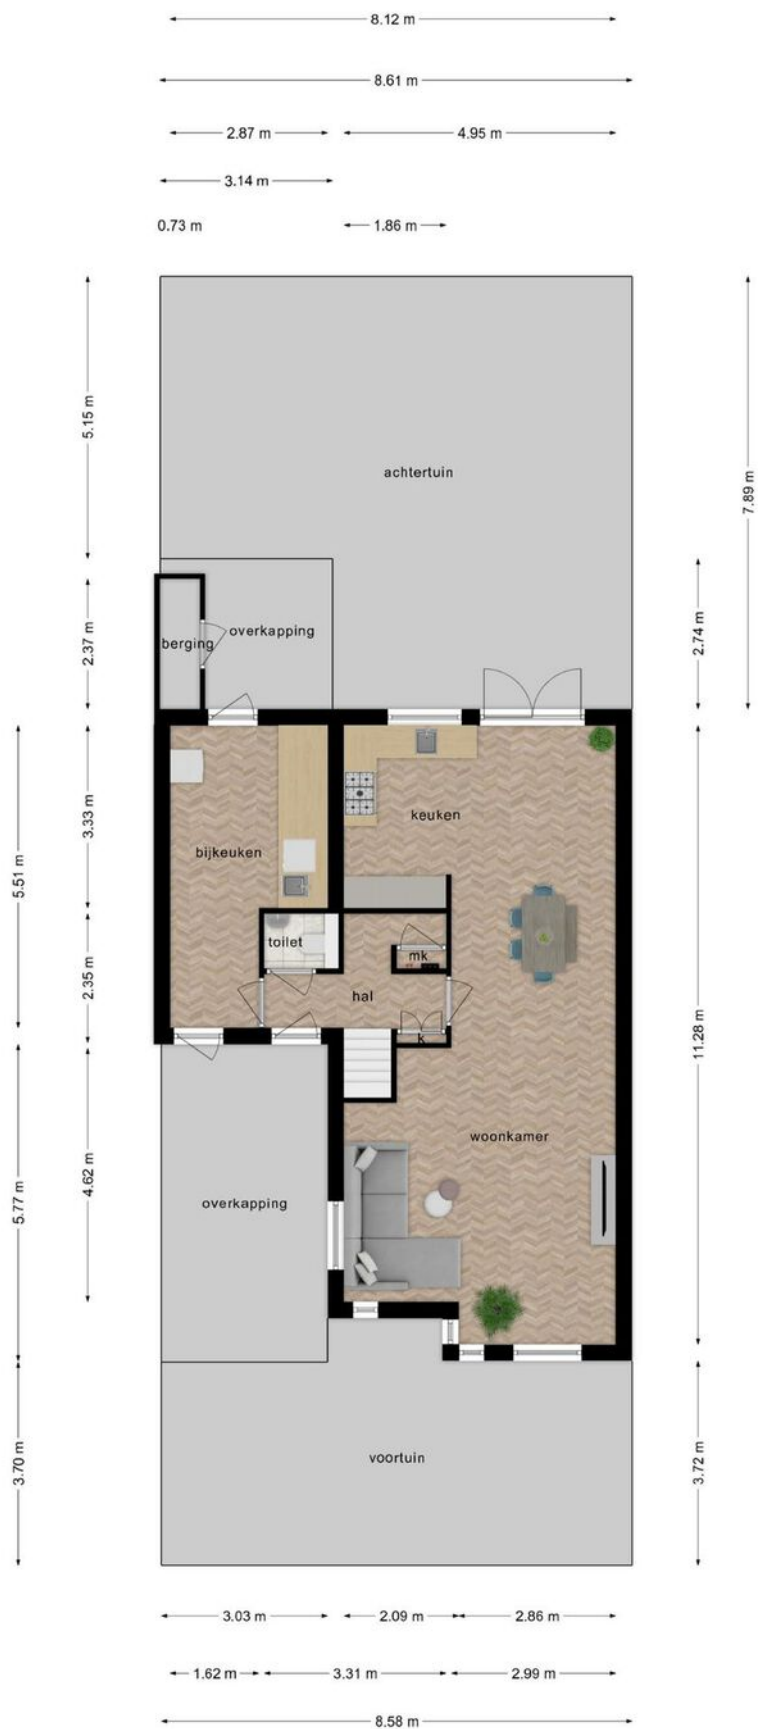 8.12 m
8.61 m
2.87 m
4.95 m
3.14 m
0.73 m
1.86 m
5.15 m
7.89 m
achtertuin
2.37 m
berging
overkapping
2.74 m
5.51 m
3.33 m
bijkeuken
keuken
2.35 m
toilet
mk
hal
k
11.28 m
5.77 m
4.62 m
overkapping
woonkamer
3.70 m
voortuin
3.72 m
3.03 m
2.09 m
2.86 m
1.62 m
3.31 m
2.99 m
8.58 m